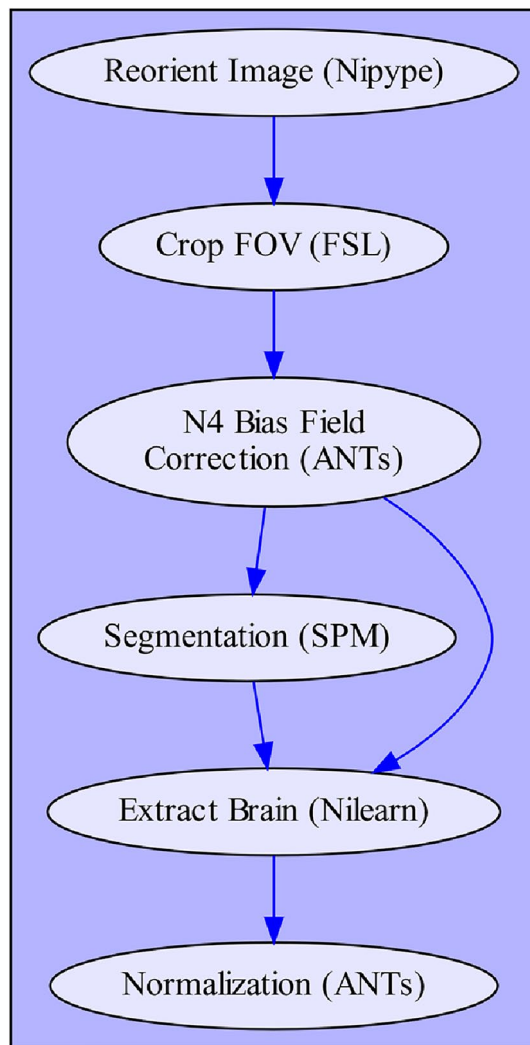 Reorient Image (Nipype)
Crop FOV (FSL)
N4 Bias Field
Correction (ANTs)
Segmentation (SPM)
Extract Brain (Nilearn)
Normalization (ANTs)